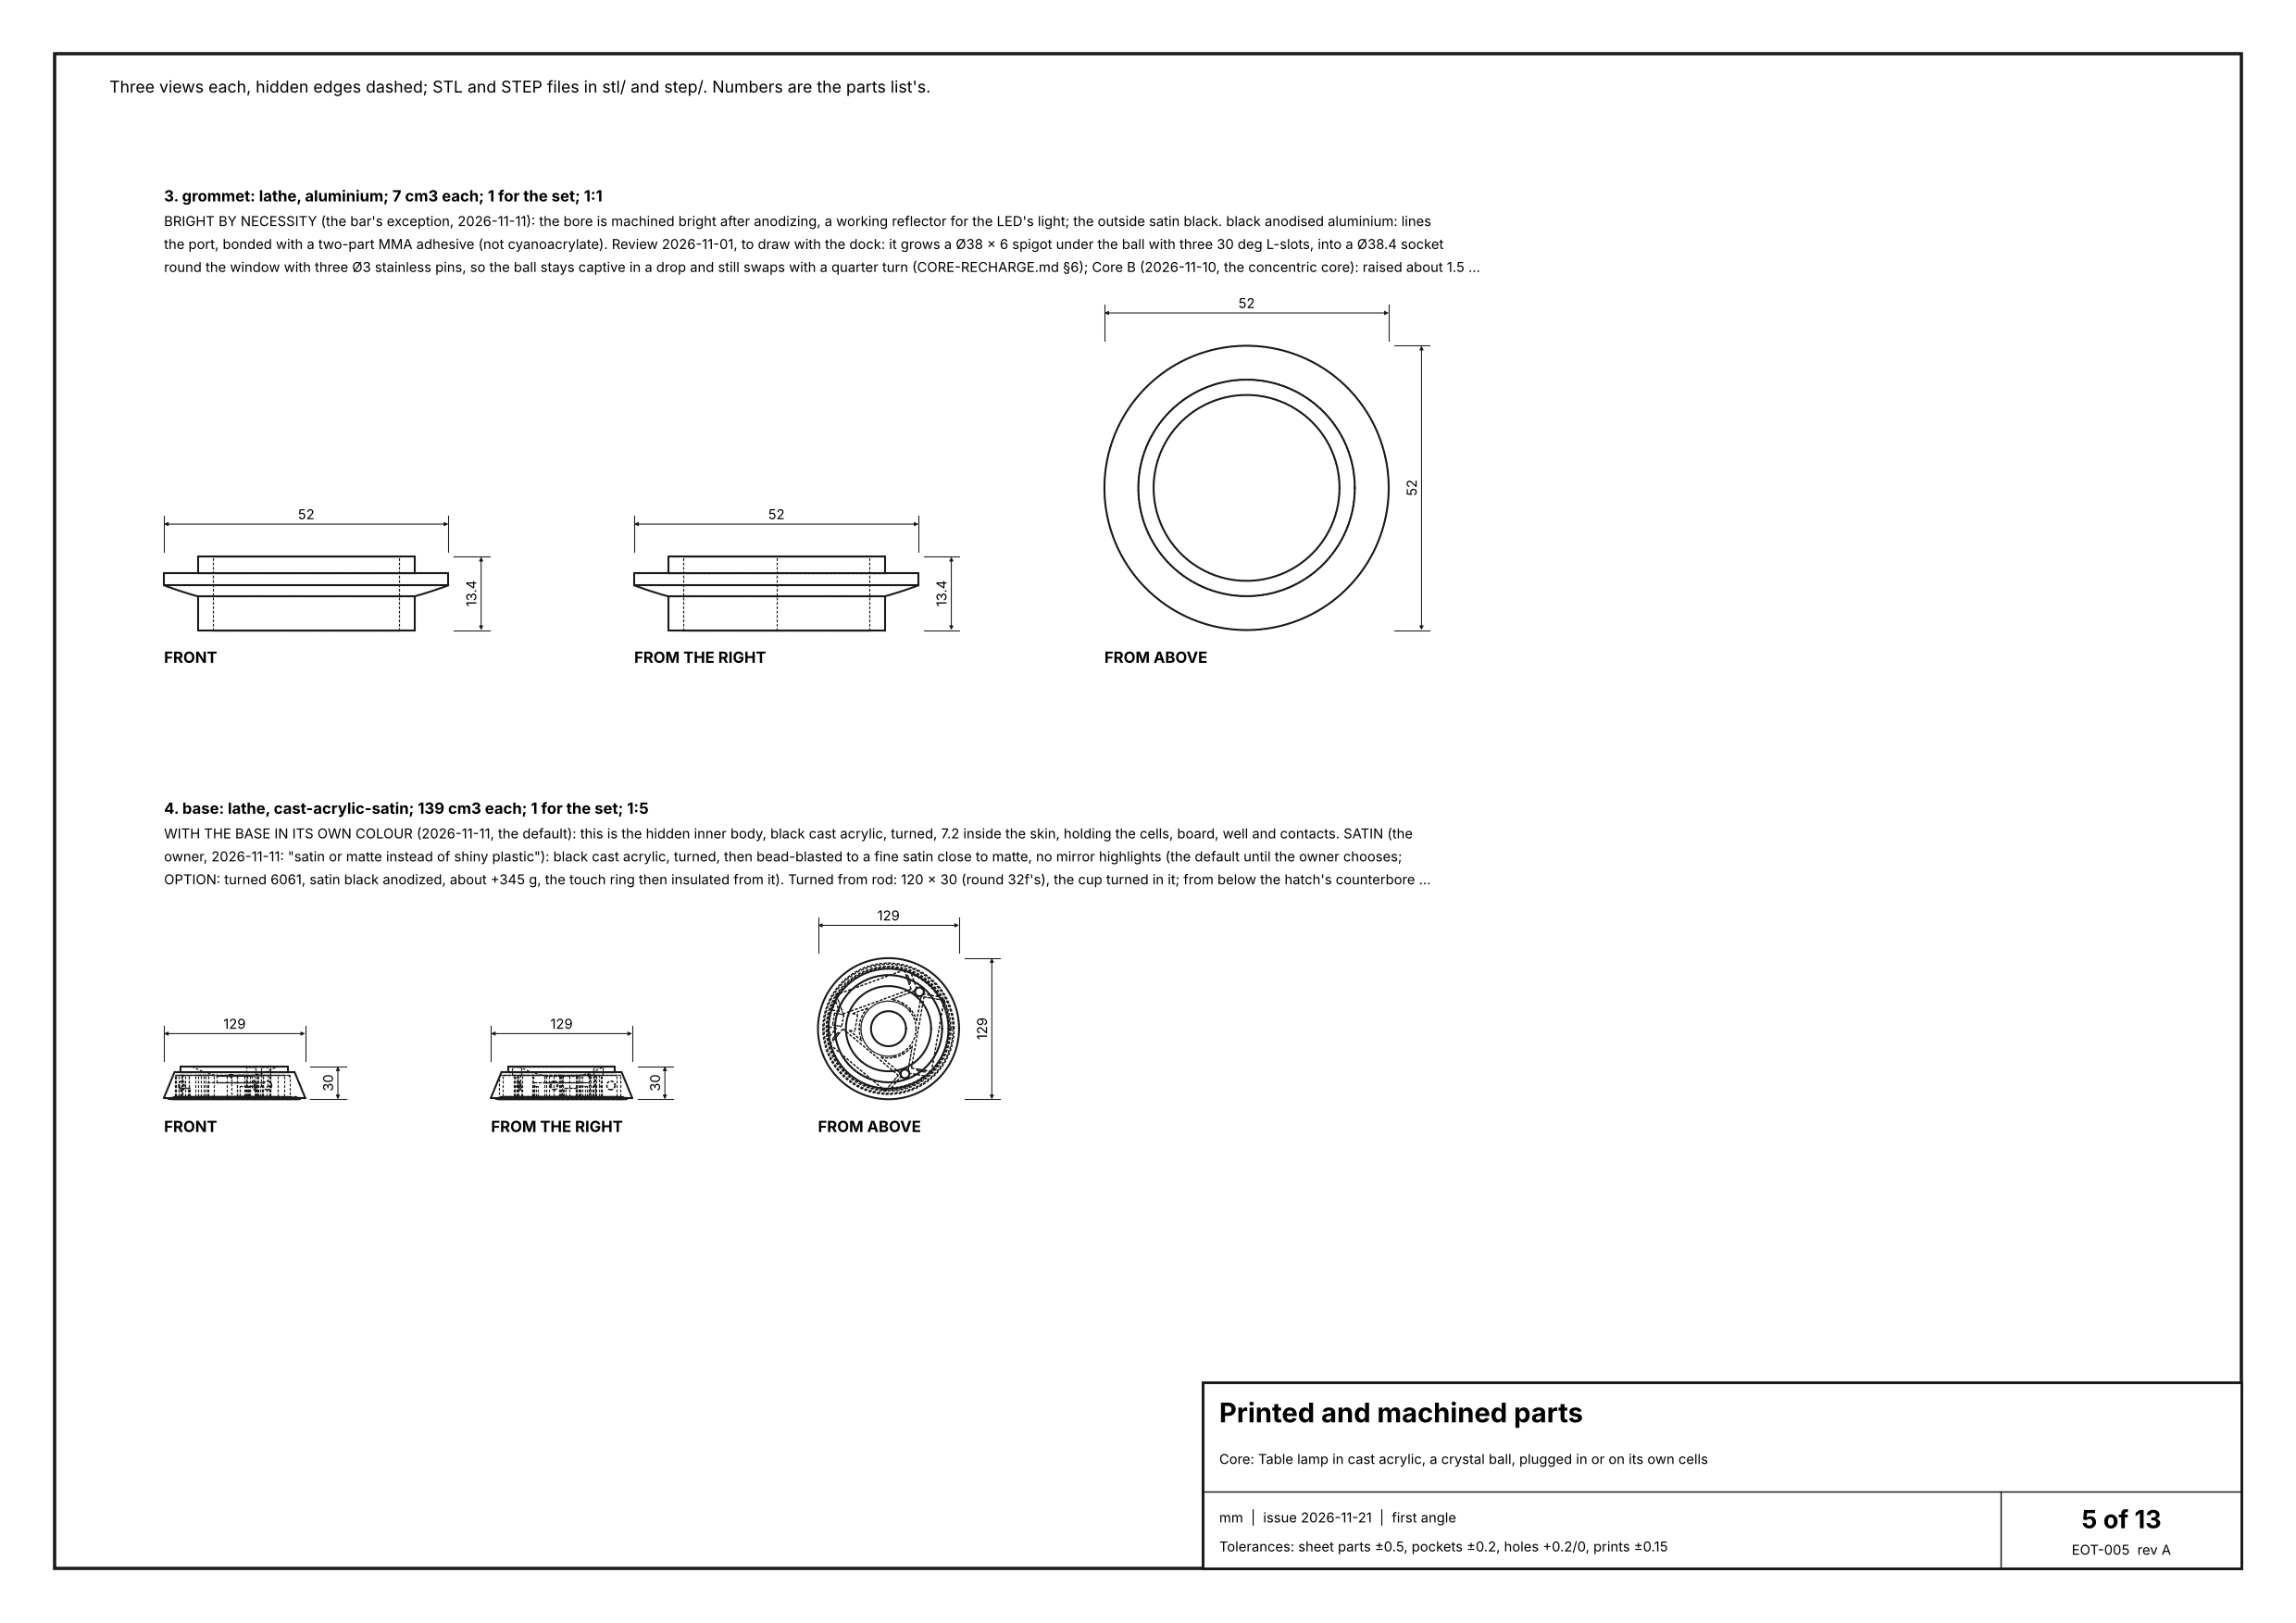 Three views each, hidden edges dashed; STL and STEP files in stl/ and step/. Numbers are the parts list's.
3. grommet: lathe, aluminium; 7 cm3 each; 1 for the set; 1:1
BRIGHT BY NECESSITY (the bar's exception, 2026-11-11): the bore is machined bright after anodizing, a working reflector for the LED's light; the outside satin black. black anodised aluminium: lines
the port, bonded with a two-part MMA adhesive (not cyanoacrylate). Review 2026-11-01, to draw with the dock: it grows a Ø38 × 6 spigot under the ball with three 30 deg L-slots, into a Ø38.4 socket
round the window with three Ø3 stainless pins, so the ball stays captive in a drop and still swaps with a quarter turn (CORE-RECHARGE.md §6); Core B (2026-11-10, the concentric core): raised about 1.5 ...
52
52
52
52
13.4
13.4
FRONT
FROM THE RIGHT
FROM ABOVE
4. base: lathe, cast-acrylic-satin; 139 cm3 each; 1 for the set; 1:5
WITH THE BASE IN ITS OWN COLOUR (2026-11-11, the default): this is the hidden inner body, black cast acrylic, turned, 7.2 inside the skin, holding the cells, board, well and contacts. SATIN (the
owner, 2026-11-11: "satin or matte instead of shiny plastic"): black cast acrylic, turned, then bead-blasted to a fine satin close to matte, no mirror highlights (the default until the owner chooses;
OPTION: turned 6061, satin black anodized, about +345 g, the touch ring then insulated from it). Turned from rod: 120 × 30 (round 32f's), the cup turned in it; from below the hatch's counterbore ...
129
129
129
129
30
30
FRONT
FROM THE RIGHT
FROM ABOVE
Printed and machined parts
Core: Table lamp in cast acrylic, a crystal ball, plugged in or on its own cells
mm | issue 2026-11-21 | first angle
Tolerances: sheet parts ±0.5, pockets ±0.2, holes +0.2/0, prints ±0.15
5 of 13
EOT-005 rev A